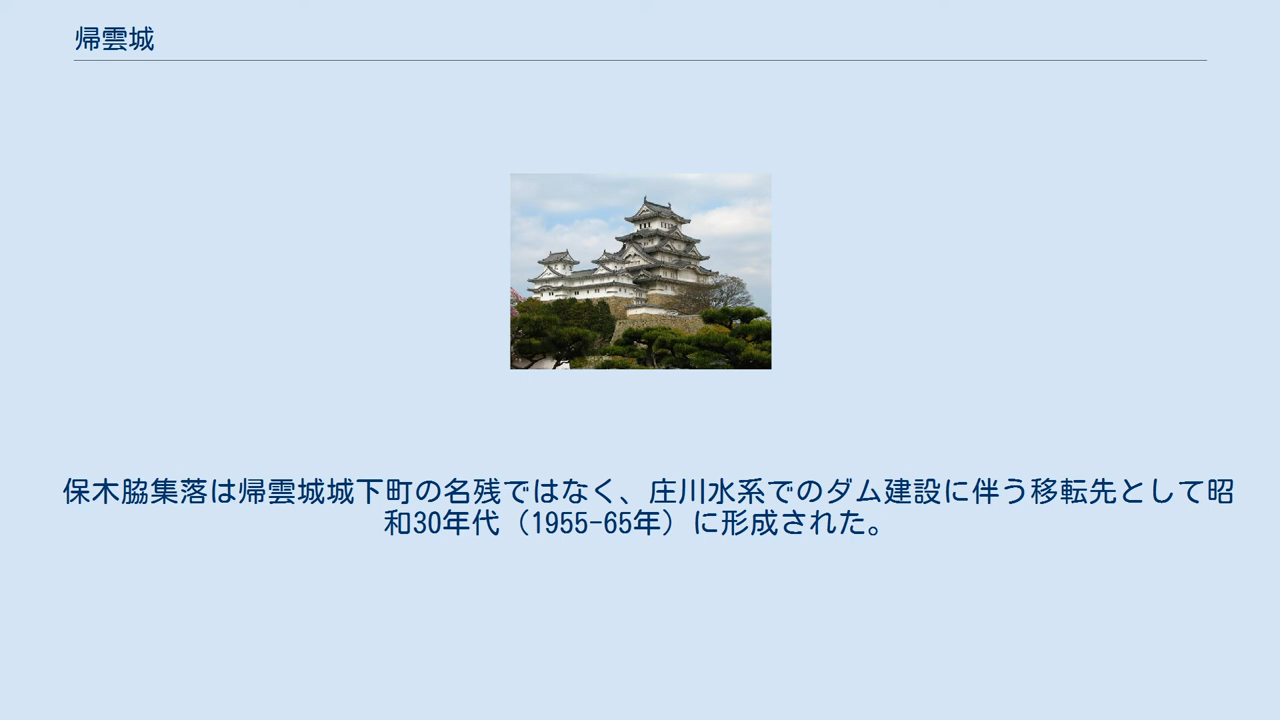 帰雲城
保木脇集落は帰雲城城下町の名残ではなく、庄川水系でのダム建設に伴う移転先として昭
和30年代（1955-65年）に形成された。